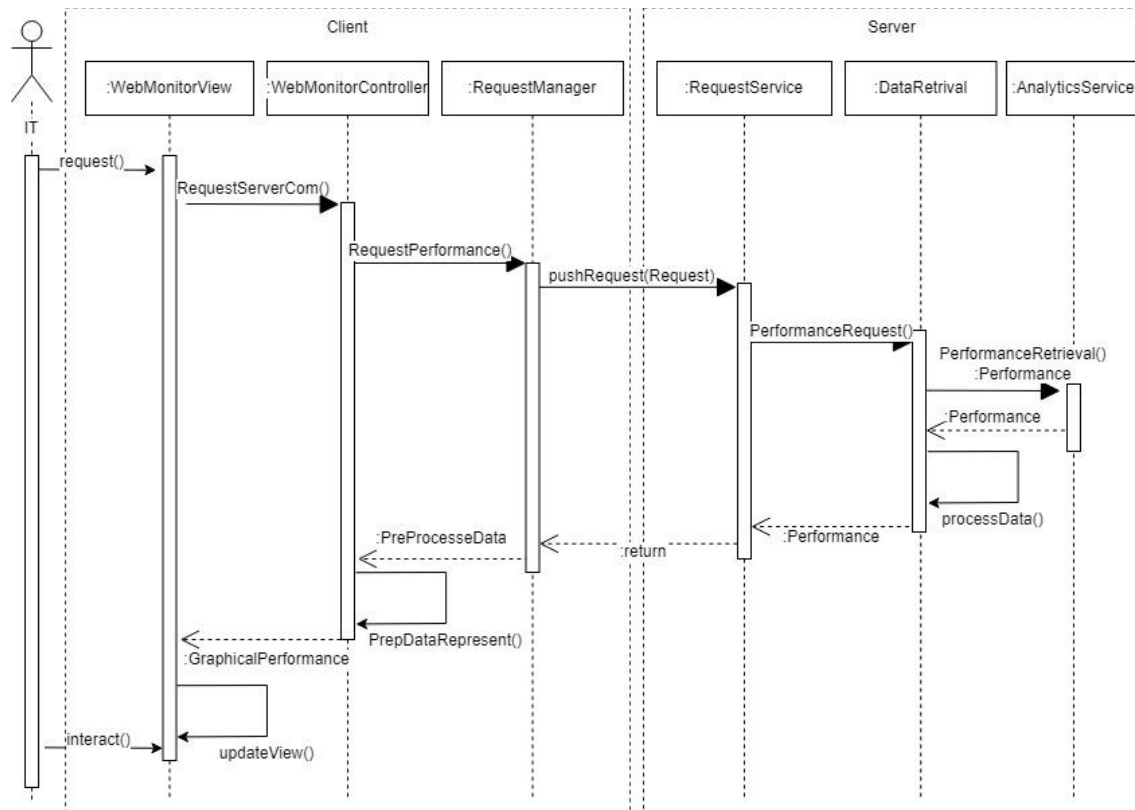 Client
Server
:WebMonitorView
:WebMonitorController
:RequestManager
:RequestService
:DataRetrival
:AnalyticsService
IT
request()
RequestServerCom()
RequestPerformance()
pushRequest(Request)
PerformanceRequest()
PerformanceRetrieval()
:Performance
:Performance
processData()
:Performance
:return
:PreProcesseData
PrepDataRepresent()
:GraphicalPerformance
interact()
updateView()